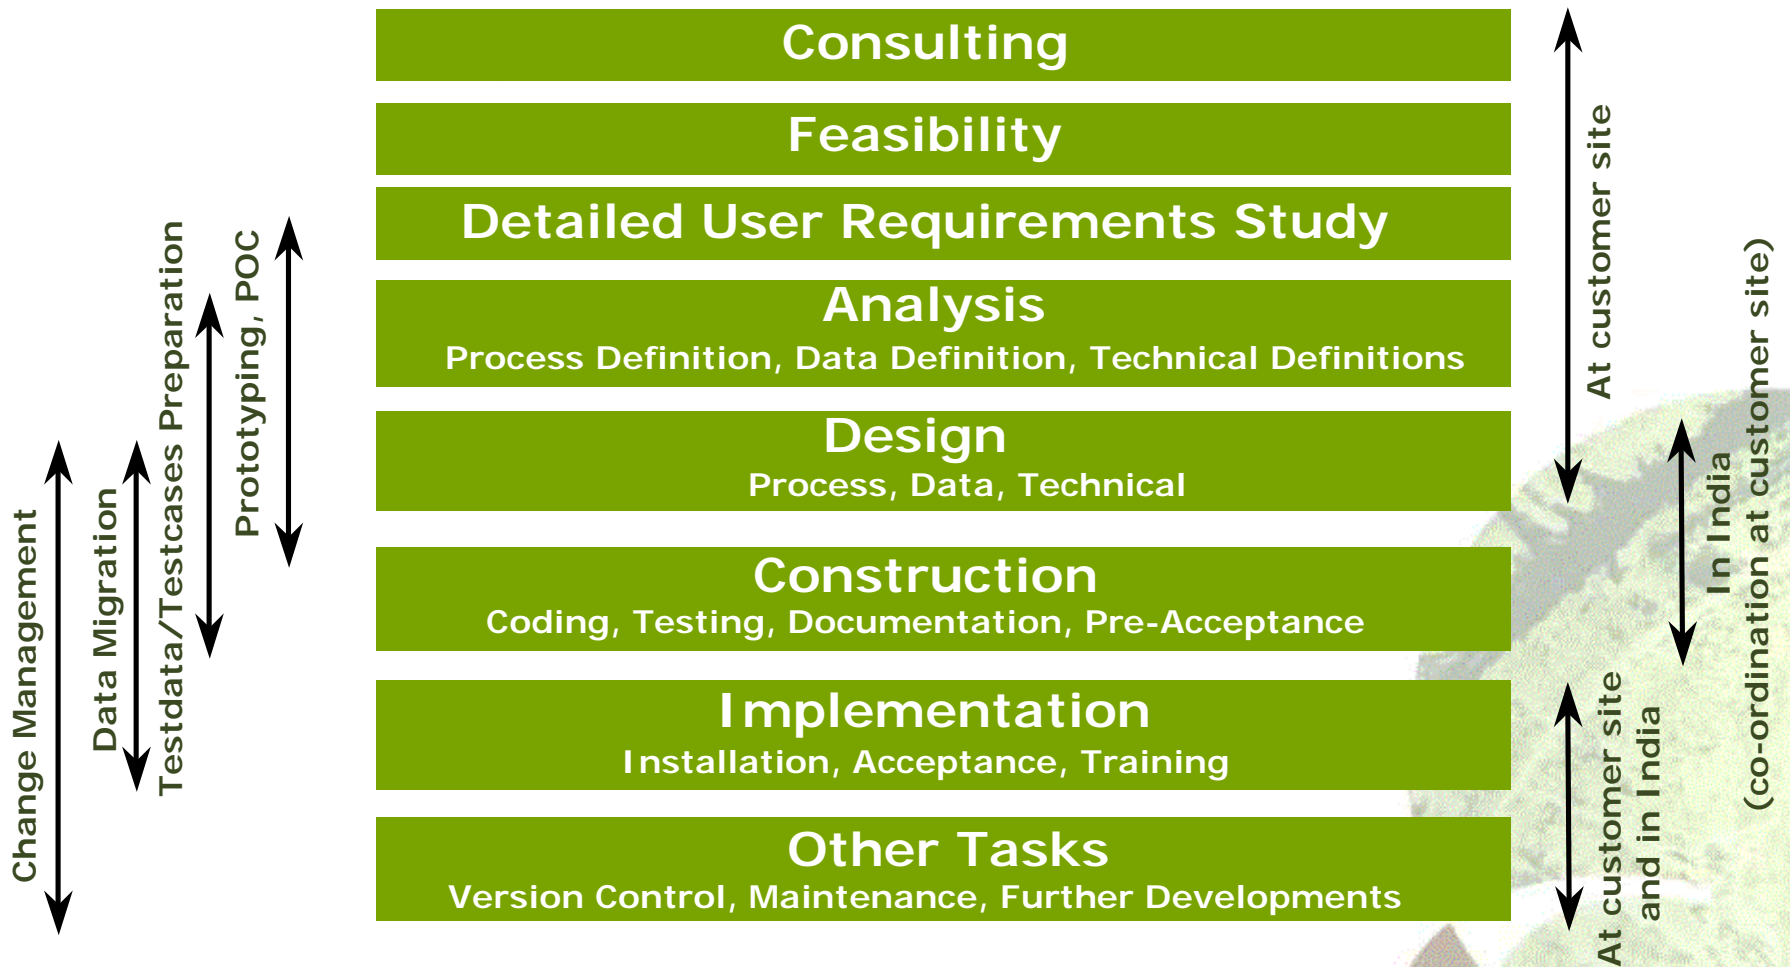 Consulting
Feasibility
Detailed User Requirements Study
Analysis
Process Definition, Data Definition, Technical Definitions
Design
Process, Data, Technical
Construction
Coding, Testing, Documentation, Pre-Acceptance
Implementation
Installation, Acceptance, Training
Other Tasks
Version Control, Maintenance, Further Developments
Change Management
Data Migration
Testdata/Testcases Preparation
Prototyping, POC
At customer site
In India
(co-ordination at customer site)
At customer site
and in India